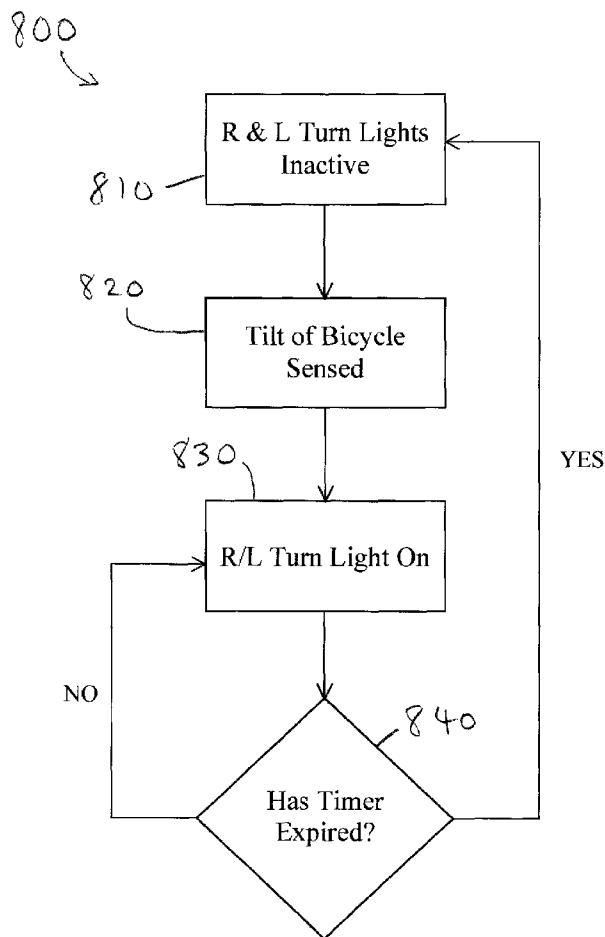 800
R & L Turn Lights
Inactive
810
820
Tilt of Bicycle
Sensed
830
YES
R/L Turn Light On
NO
840
Has Timer
Expired?